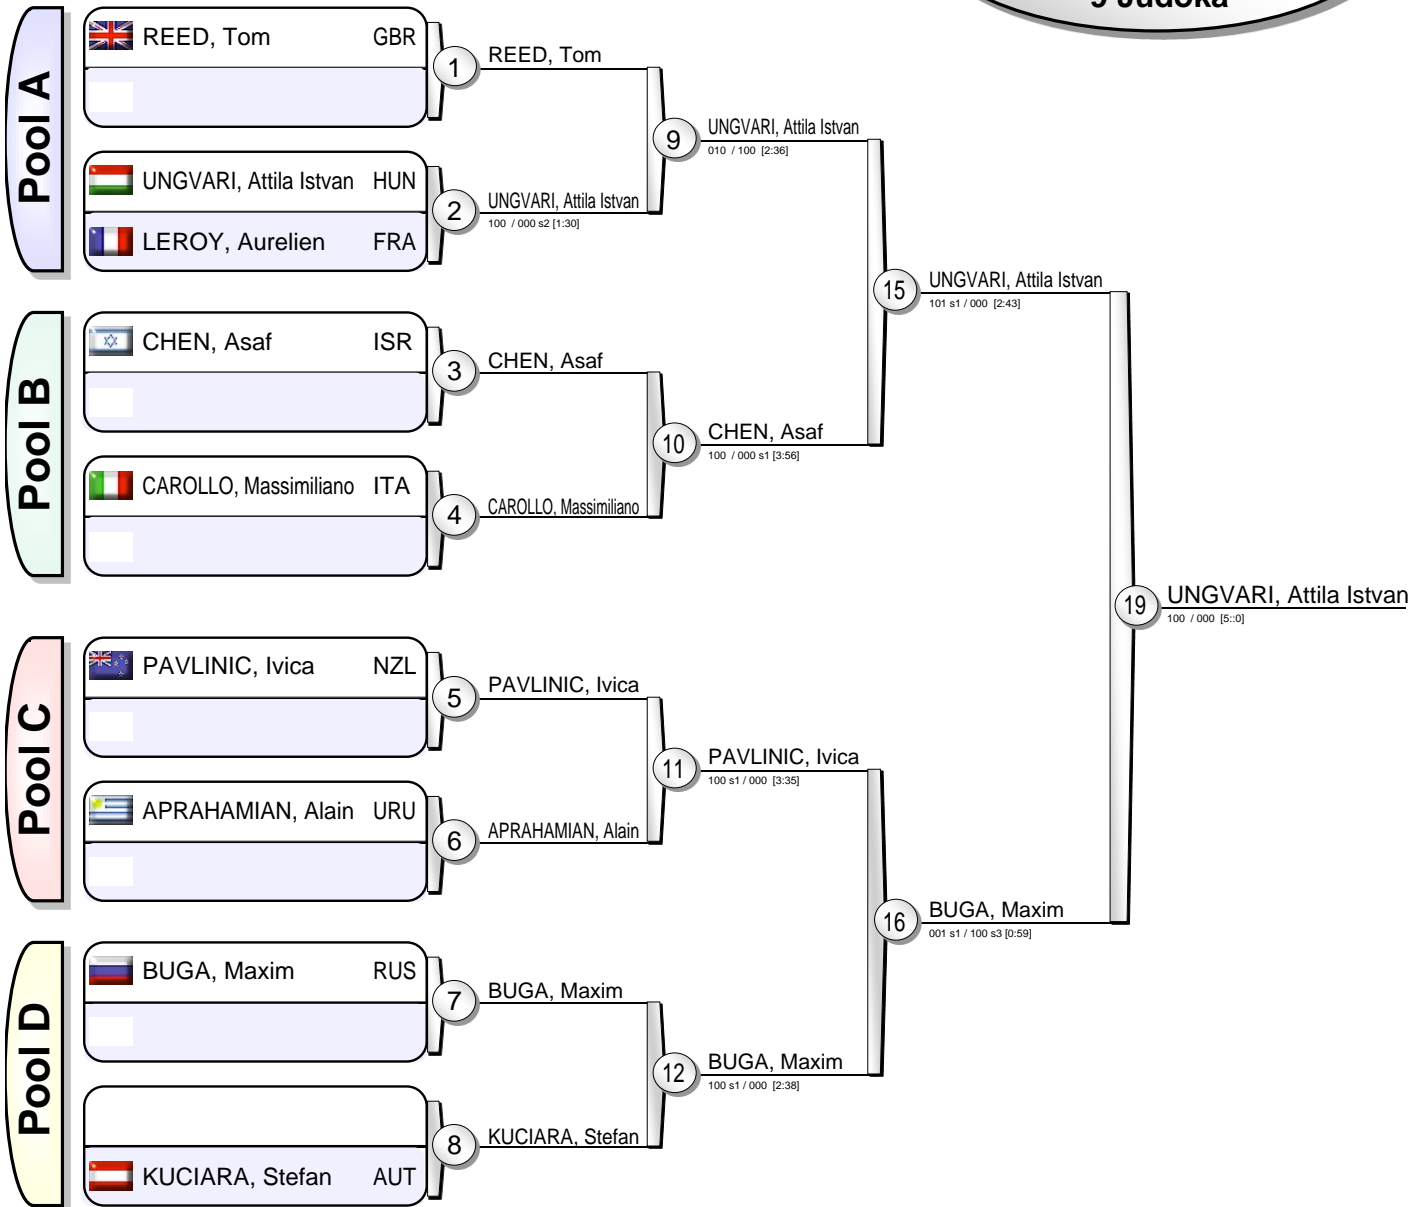 9 Judoka
Pool A
REED, Tom GBR
1
REED, Tom
UNGVARI, Attila Istvan HUN
LEROY, Aurelien FRA
2
UNGVARI, Attila Istvan
100 / 000 s2 [1:30]
9
UNGVARI, Attila Istvan
010 / 100 [2:36]
Pool B
CHEN, Asaf ISR
3
CHEN, Asaf
CAROLLO, Massimiliano ITA
4
CAROLLO, Massimiliano
10
CHEN, Asaf
100 / 000 s1 [3:56]
15
UNGVARI, Attila Istvan
101 s1 / 000 [2:43]
Pool C
PAVLINIC, Ivica NZL
5
PAVLINIC, Ivica
APRAHAMIAN, Alain URU
6
APRAHAMIAN, Alain
11
PAVLINIC, Ivica
100 s1 / 000 [3:35]
Pool D
BUGA, Maxim RUS
7
BUGA, Maxim
KUCIARA, Stefan AUT
8
KUCIARA, Stefan
12
BUGA, Maxim
100 s1 / 000 [2:38]
16
BUGA, Maxim
001 s1 / 100 s3 [0:59]
19
UNGVARI, Attila Istvan
100 / 000 [5::0]